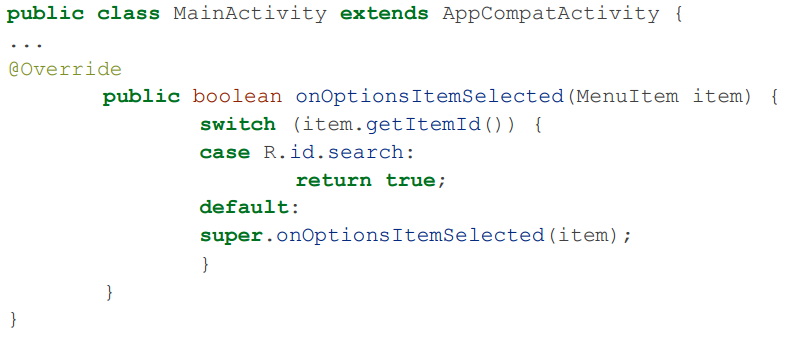 public class MainActivity extends AppCompatActivity {
...
@Override
public boolean onOptionsItemSelected(MenuItem item) {
switch (item.getItemId()) {
case R.id.search:
return true;
default:
super.onOptionsItemSelected(item);
}
}
}